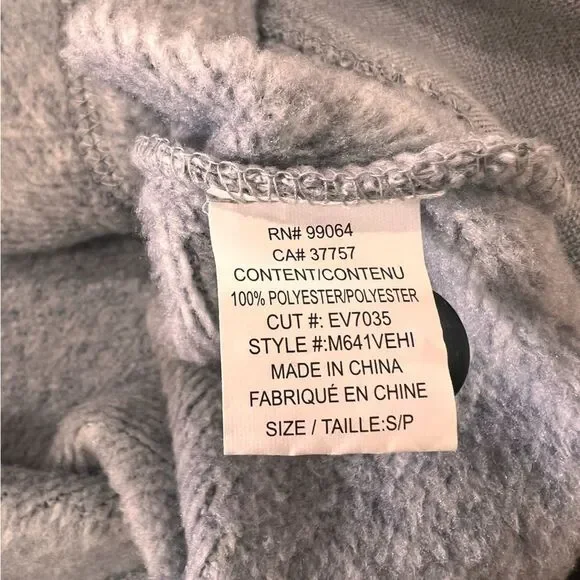 RN# 99064
CA# 37757
CONTENT/CONTENU
100% POLYESTER/POLYESTER
CUT #: EV7035
STYLE #:M641VEHI
MADE IN CHINA
FABRIQUÉ EN CHINE
SIZE / TAILLE:S/P